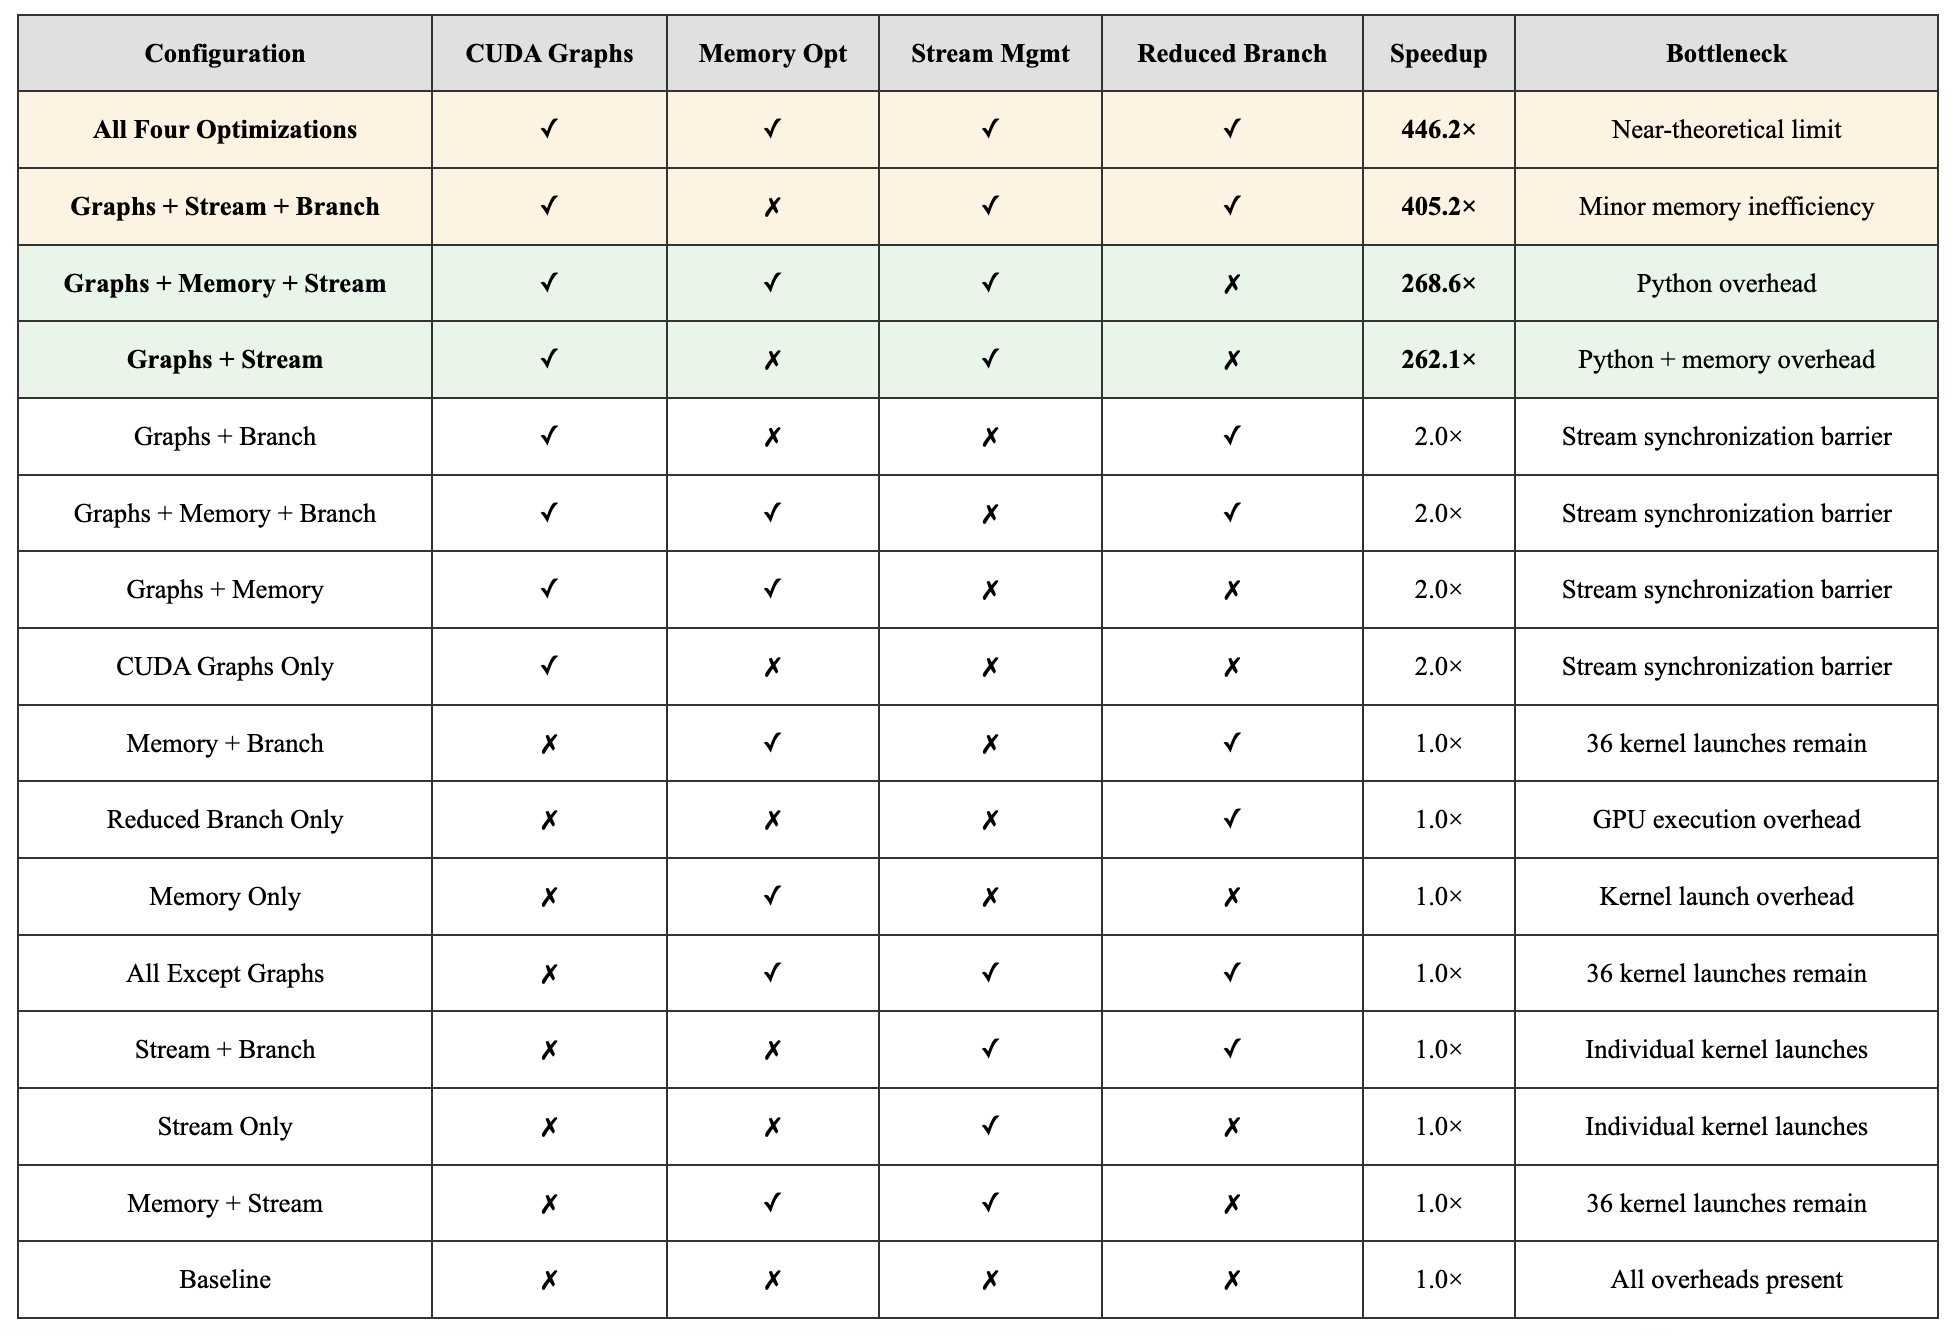 Configuration CUDA Graphs Memory Opt Stream Mgmt Reduced Branch Speedup Bottleneck
All Four Optimizations ✓ ✓ ✓ ✓ 446.2× Near-theoretical limit
Graphs + Stream + Branch ✓ ✗ ✓ ✓ 405.2× Minor memory inefficiency
Graphs + Memory + Stream ✓ ✓ ✓ ✗ 268.6× Python overhead
Graphs + Stream ✓ ✗ ✓ ✗ 262.1× Python + memory overhead
Graphs + Branch ✓ ✗ ✗ ✓ 2.0× Stream synchronization barrier
Graphs + Memory + Branch ✓ ✓ ✗ ✓ 2.0× Stream synchronization barrier
Graphs + Memory ✓ ✓ ✗ ✗ 2.0× Stream synchronization barrier
CUDA Graphs Only ✓ ✗ ✗ ✗ 2.0× Stream synchronization barrier
Memory + Branch ✗ ✓ ✗ ✓ 1.0× 36 kernel launches remain
Reduced Branch Only ✗ ✗ ✗ ✓ 1.0× GPU execution overhead
Memory Only ✗ ✓ ✗ ✗ 1.0× Kernel launch overhead
All Except Graphs ✗ ✓ ✓ ✓ 1.0× 36 kernel launches remain
Stream + Branch ✗ ✗ ✓ ✓ 1.0× Individual kernel launches
Stream Only ✗ ✗ ✓ ✗ 1.0× Individual kernel launches
Memory + Stream ✗ ✓ ✓ ✗ 1.0× 36 kernel launches remain
Baseline ✗ ✗ ✗ ✗ 1.0× All overheads present